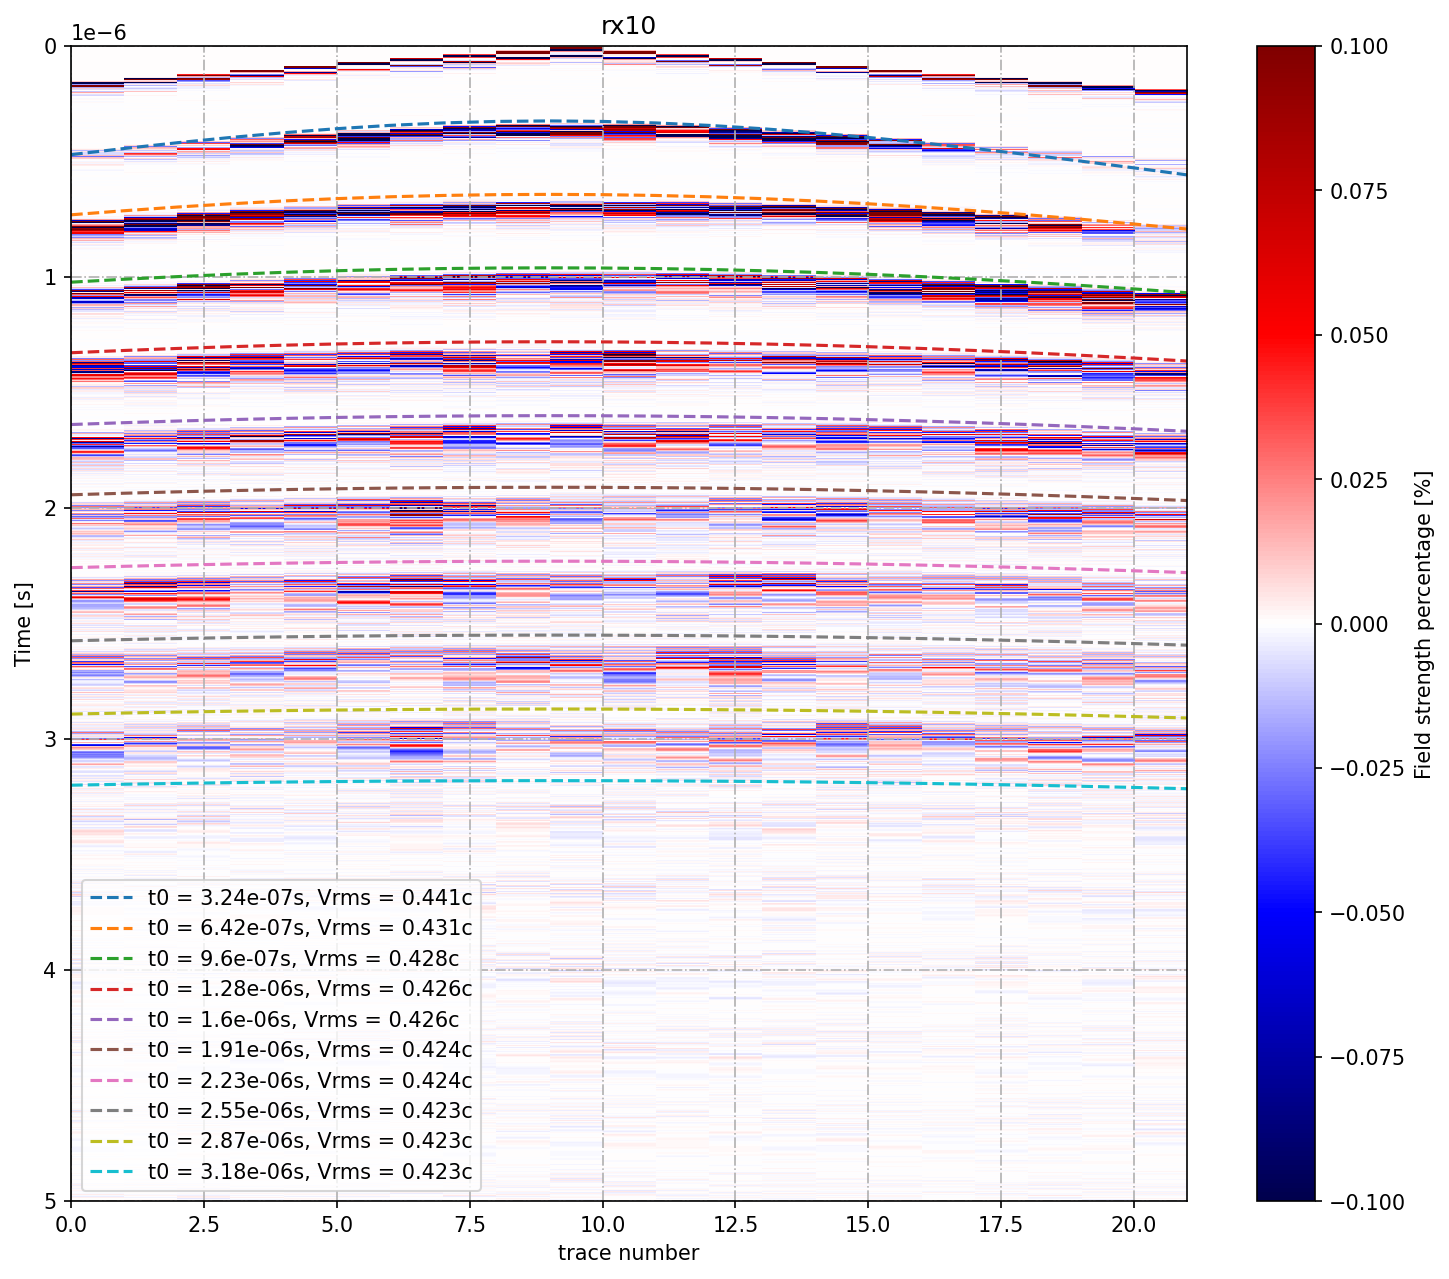 rx10
1e−6
0
1
2
3
4
5
Time [s]
0.0
2.5
5.0
7.5
10.0
12.5
15.0
17.5
20.0
trace number
t0 = 3.24e-07s, Vrms = 0.441c
t0 = 6.42e-07s, Vrms = 0.431c
t0 = 9.6e-07s, Vrms = 0.428c
t0 = 1.28e-06s, Vrms = 0.426c
t0 = 1.6e-06s, Vrms = 0.426c
t0 = 1.91e-06s, Vrms = 0.424c
t0 = 2.23e-06s, Vrms = 0.424c
t0 = 2.55e-06s, Vrms = 0.423c
t0 = 2.87e-06s, Vrms = 0.423c
t0 = 3.18e-06s, Vrms = 0.423c
0.100
0.075
0.050
0.025
0.000
−0.025
−0.050
−0.075
−0.100
Field strength percentage [%]